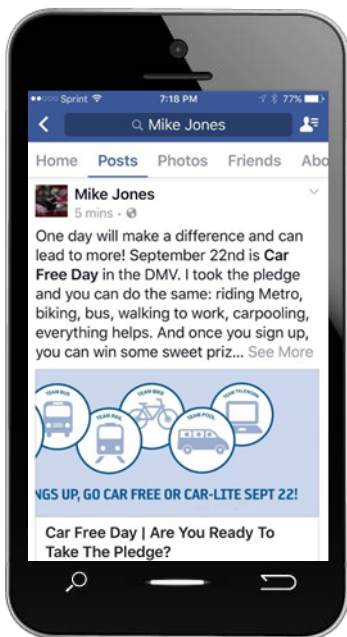 Sprint 7:18 PM 77%
Mike Jones
Home Posts Photos Friends Abo
Mike Jones
5 mins ·
One day will make a difference and can
lead to more! September 22nd is Car
Free Day in the DMV. I took the pledge
and you can do the same: riding Metro,
biking, bus, walking to work, carpooling,
everything helps. And once you sign up,
you can win some sweet priz... See More
TEAM BUS TEAM RAIL TEAM BIKE TEAM POOL TEAM TELEWORK
NGS UP, GO CAR FREE OR CAR-LITE SEPT 22!
Car Free Day | Are You Ready To
Take The Pledge?